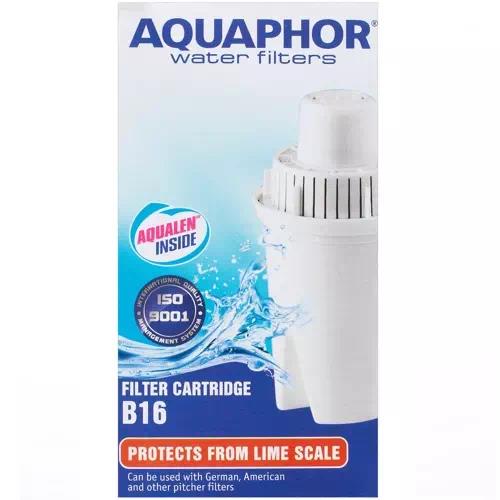 AQUAPHOR®
water filters
AQUALEN™
INSIDE
INTERNATIONAL QUALITY
ISO
9001
MANAGEMENT SYSTEM
FILTER CARTRIDGE
B16
PROTECTS FROM LIME SCALE
Can be used with German, American
and other pitcher filters